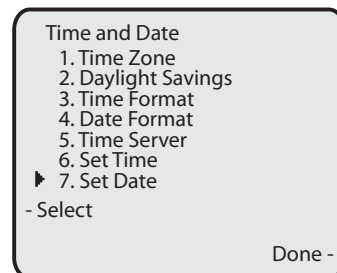 Time and Date
1. Time Zone
2. Daylight Savings
3. Time Format
4. Date Format
5. Time Server
6. Set Time
7. Set Date
- Select
Done -